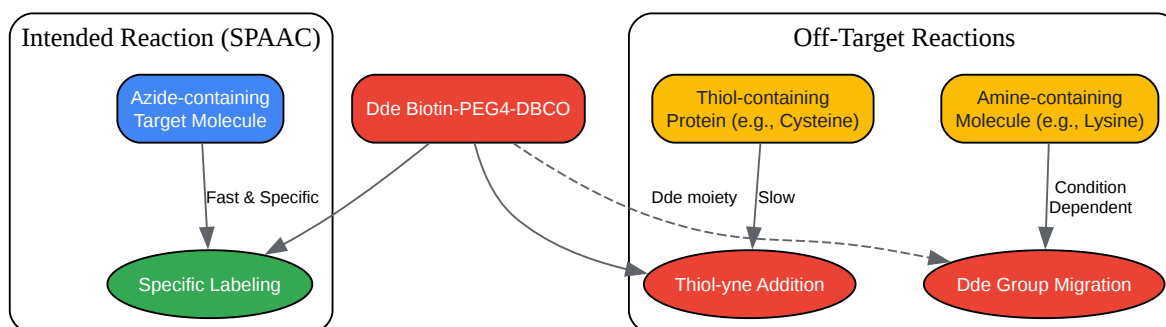 Intended Reaction (SPAAC)
Off-Target Reactions
Azide-containing
Target Molecule
Dde Biotin-PEG4-DBCO
Thiol-containing
Protein (e.g., Cysteine)
Amine-containing
Molecule (e.g., Lysine)
Fast & Specific
Dde moiety
Slow
Condition
Dependent
Specific Labeling
Thiol-yne Addition
Dde Group Migration